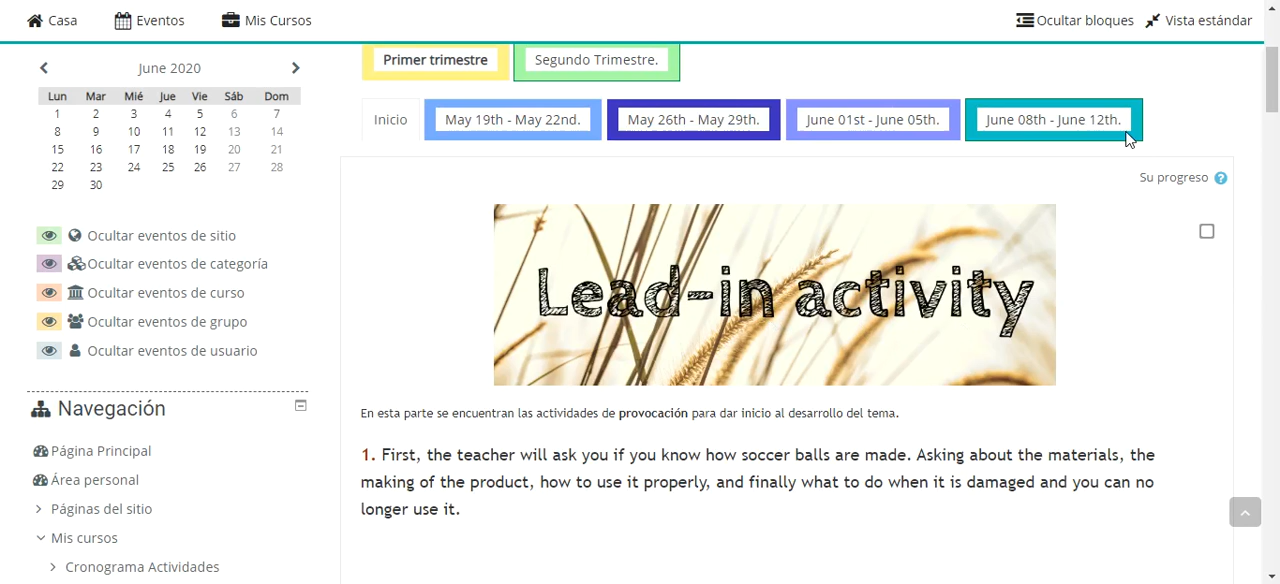 Casa Eventos Mis Cursos Ocultar bloques Vista estándar
Primer trimestre Segundo Trimestre.
Inicio May 19th - May 22nd. May 26th - May 29th. June 01st - June 05th. June 08th - June 12th.
June 2020
Lun Mar Mié Jue Vie Sáb Dom
1 2 3 4 5 6 7
8 9 10 11 12 13 14
15 16 17 18 19 20 21
22 23 24 25 26 27 28
29 30
Ocultar eventos de sitio
Ocultar eventos de categoría
Ocultar eventos de curso
Ocultar eventos de grupo
Ocultar eventos de usuario
Navegación
Página Principal
Área personal
Páginas del sitio
Mis cursos
Cronograma Actividades
Su progreso ?
Lead-in activity
En esta parte se encuentran las actividades de provocación para dar inicio al desarrollo del tema.
1. First, the teacher will ask you if you know how soccer balls are made. Asking about the materials, the
making of the product, how to use it properly, and finally what to do when it is damaged and you can no
longer use it.